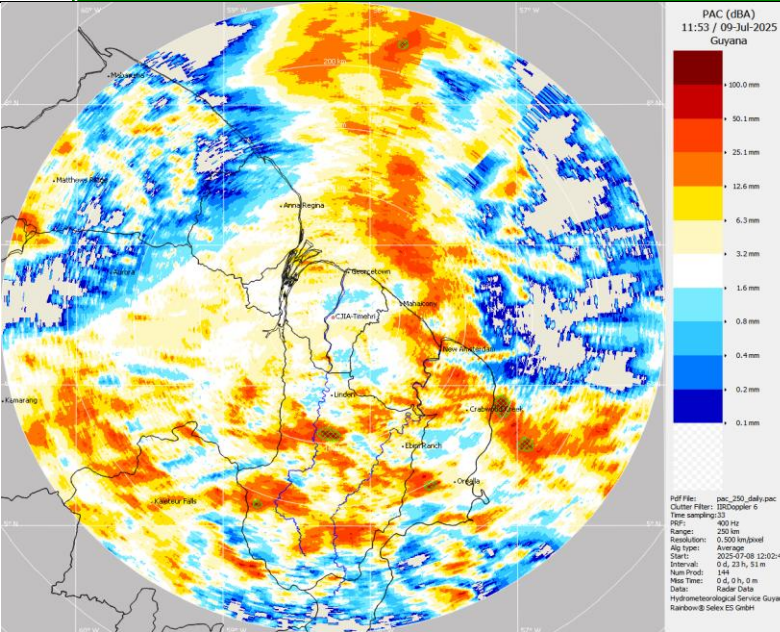 PAC (dBA)
11:53 / 09-Jul-2025
Guyana
100.0 mm
50.1 mm
25.1 mm
12.6 mm
6.3 mm
3.2 mm
1.6 mm
0.8 mm
0.4 mm
0.2 mm
0.1 mm
59° W
57° W
200 km
Mabaruma
Matthews Ridge
Anna Regina
Aurora
Georgetown
Mahaicony
CJIA-Timehri
New Amsterdam
Kamarang
Linden
Crabwood Creek
Ebini Ranch
Orealla
Kaieteur Falls
59° W
Pdf File: pac_250_daily.pac
Clutter Filter: IIRDoppler 6
Time sampling: 33
PRF: 400 Hz
Range: 250 km
Resolution: 0.500 km/pixel
Alg type: Average
Start: 2025-07-08 12:02:4
Interval: 0 d, 23 h, 51 m
Num Prod: 144
Miss Time: 0 d, 0 h, 0 m
Data: Radar Data
Hydrometeorological Service Guya
Rainbow® Selex ES GmbH